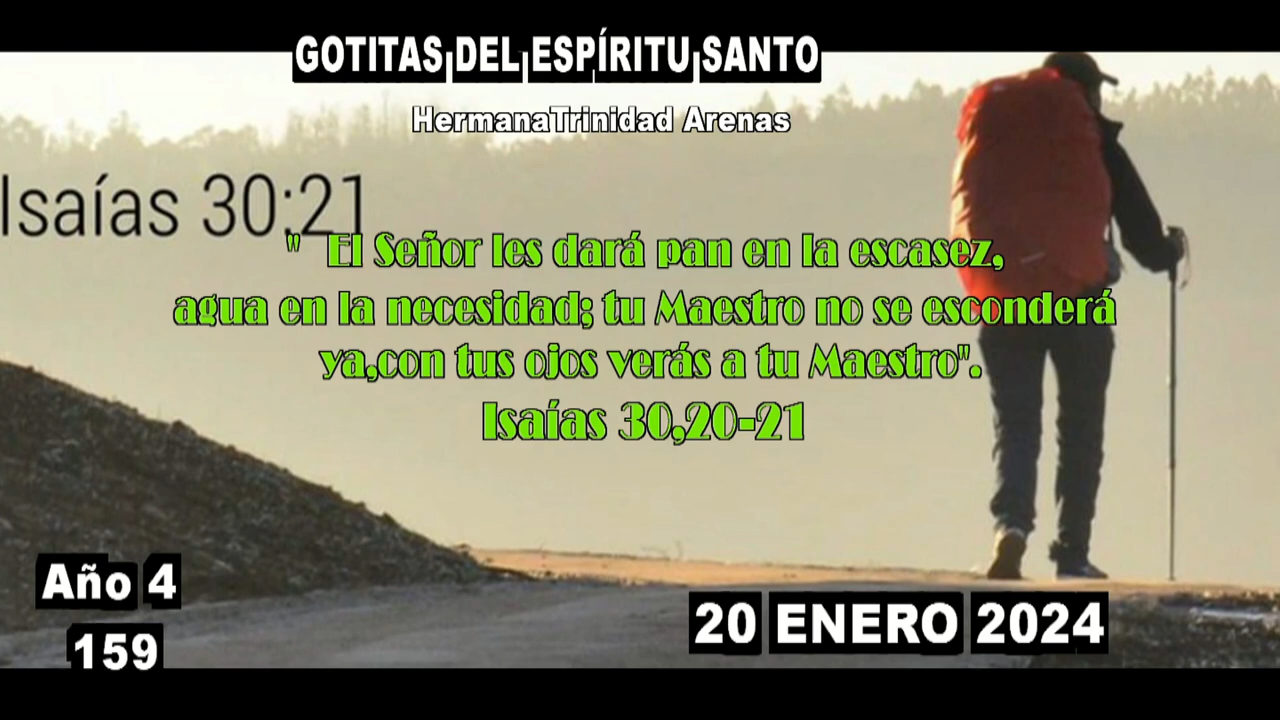 GOTITAS DEL ESPÍRITU SANTO
HermanaTrinidad Arenas
Isaías 30:21
" El Señor les dará pan en la escasez,
agua en la necesidad; tu Maestro no se esconderá
ya,con tus ojos verás a tu Maestro".
Isaías 30,20-21
Año 4
159
20 ENERO 2024